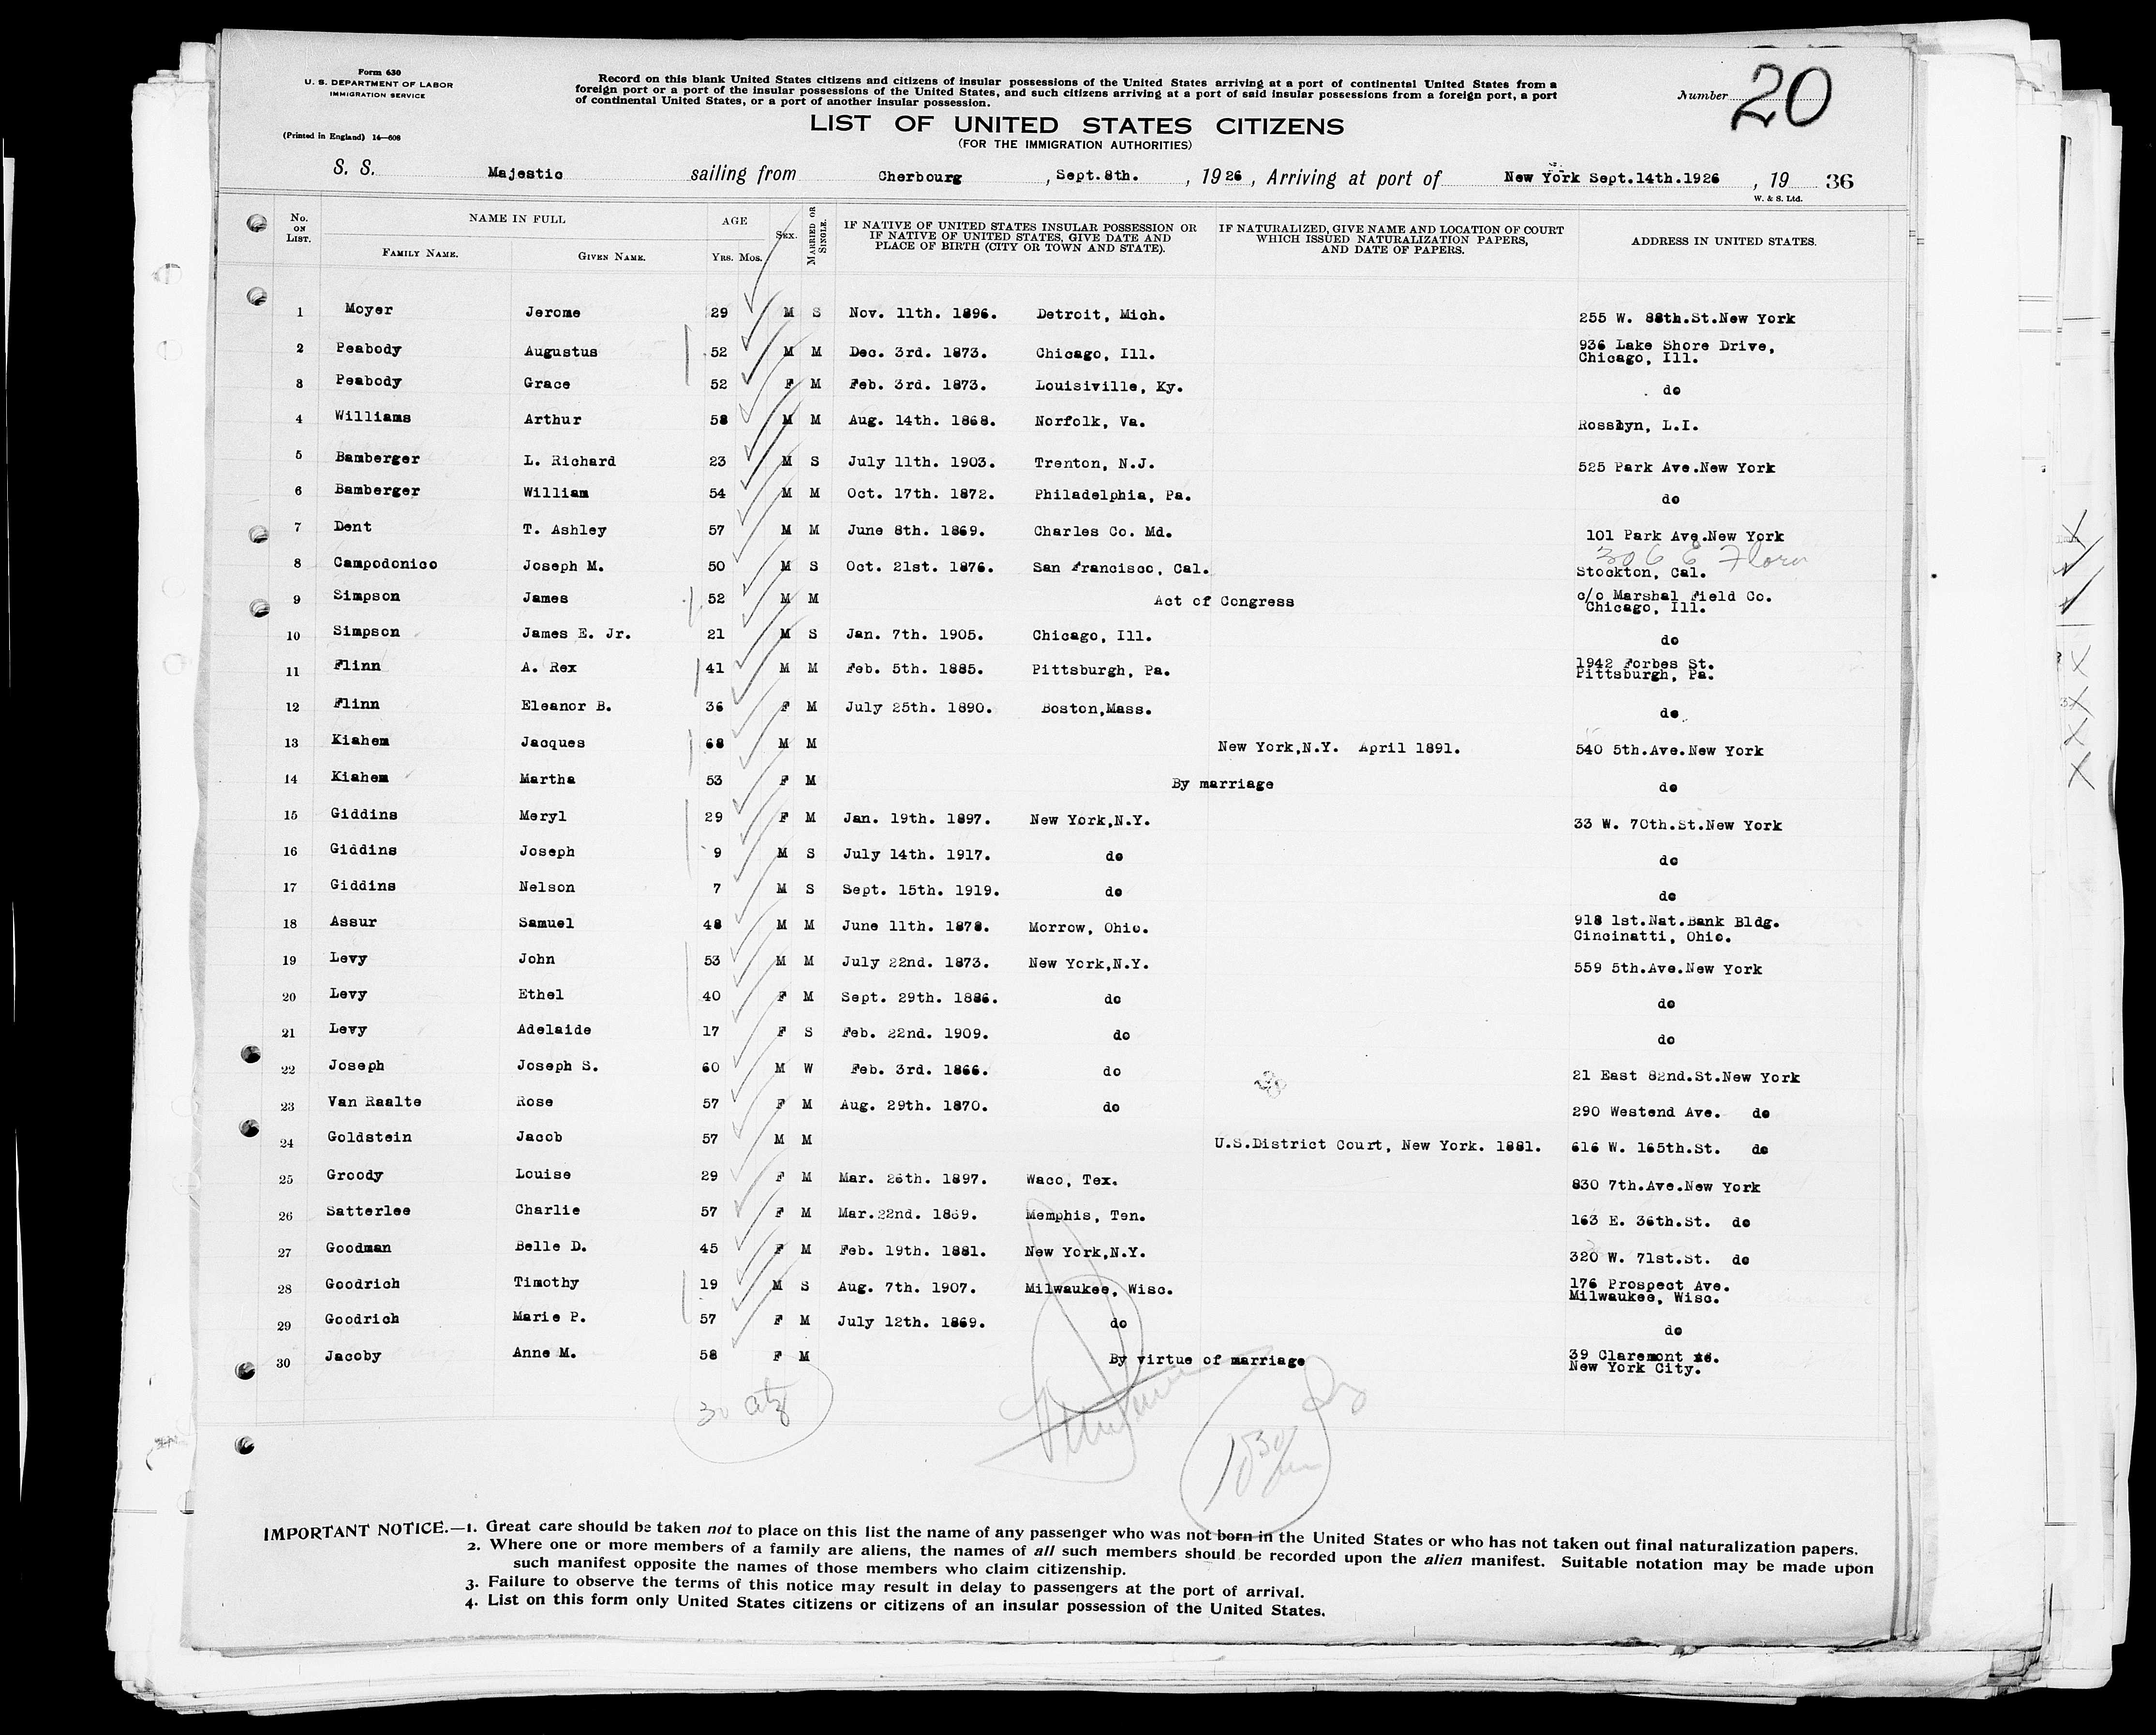 Form 630
U. S. DEPARTMENT OF LABOR
IMMIGRATION SERVICE
(Printed in England) 14—608
Record on this blank United States citizens and citizens of insular possessions of the United States arriving at a port of continental United States from a
foreign port or a port of the insular possessions of the United States, and such citizens arriving at a port of said insular possessions from a foreign port, a port
of continental United States, or a port of another insular possession.
Number 20
LIST OF UNITED STATES CITIZENS
(FOR THE IMMIGRATION AUTHORITIES)
S. S. Majestic sailing from Cherbourg, Sept. 8th. , 1926, Arriving at port of New York Sept.14th.1926 , 19 36
W. & S. Ltd.
No. ON LIST. NAME IN FULL AGE Sex. MARRIED OR SINGLE. IF NATIVE OF UNITED STATES INSULAR POSSESSION OR IF NATIVE OF UNITED STATES, GIVE DATE AND PLACE OF BIRTH (CITY OR TOWN AND STATE). IF NATURALIZED, GIVE NAME AND LOCATION OF COURT WHICH ISSUED NATURALIZATION PAPERS, AND DATE OF PAPERS. ADDRESS IN UNITED STATES.
FAMILY NAME. GIVEN NAME. YRS. MOS.
1 Moyer Jerome 29 M S Nov. 11th. 1896. Detroit, Mich. 255 W. 88th.St.New York
2 Peabody Augustus 52 M M Dec. 3rd. 1873. Chicago, Ill. 936 Lake Shore Drive,
Chicago, Ill.
3 Peabody Grace 52 F M Feb. 3rd. 1873. Louisiville, Ky. do
4 Williams Arthur 58 M M Aug. 14th. 1868. Norfolk, Va. Rosslyn, L.I.
5 Bamberger L. Richard 23 M S July 11th. 1903. Trenton, N.J. 525 Park Ave.New York
6 Bamberger William 54 M M Oct. 17th. 1872. Philadelphia, Pa. do
7 Dent T. Ashley 57 M M June 8th. 1869. Charles Co. Md. 101 Park Ave.New York
306 E Flora
8 Campodonico Joseph M. 50 M S Oct. 21st. 1876. San Francisco, Cal. Stockton, Cal.
9 Simpson James 52 M M Act of Congress c/o Marshal Field Co.
Chicago, Ill.
10 Simpson James E. Jr. 21 M S Jan. 7th. 1905. Chicago, Ill. do
11 Flinn A. Rex 41 M M Feb. 5th. 1885. Pittsburgh, Pa. 1942 Forbes St.
Pittsburgh, Pa.
12 Flinn Eleanor B. 36 F M July 25th. 1890. Boston,Mass. do
13 Kiahem Jacques 68 M M New York,N.Y. April 1891. 540 5th.Ave.New York
14 Kiahem Martha 53 F M By marriage do
15 Giddins Meryl 29 F M Jan. 19th. 1897. New York,N.Y. 33 W. 70th.St.New York
16 Giddins Joseph 9 M S July 14th. 1917. do do
17 Giddins Nelson 7 M S Sept. 15th. 1919. do do
18 Assur Samuel 48 M M June 11th. 1878. Morrow, Ohio. 918 1st.Nat.Bank Bldg.
Cincinatti, Ohio.
19 Levy John 53 M M July 22nd. 1873. New York,N.Y. 559 5th.Ave.New York
20 Levy Ethel 40 F M Sept. 29th. 1886. do do
21 Levy Adelaide 17 F S Feb. 22nd. 1909. do do
22 Joseph Joseph S. 60 M W Feb. 3rd. 1866. do 21 East 82nd.St.New York
23 Van Raalte Rose 57 F M Aug. 29th. 1870. do 290 Westend Ave. do
24 Goldstein Jacob 57 M M U.S.District Court, New York. 1881. 616 W. 165th.St. do
25 Groody Louise 29 F M Mar. 26th. 1897. Waco, Tex. 830 7th.Ave.New York
26 Satterlee Charlie 57 F M Mar.22nd. 1869. Memphis, Ten. 163 E. 36th.St. do
27 Goodman Belle D. 45 F M Feb. 19th. 1881. New York,N.Y. 320 W. 71st.St. do
28 Goodrich Timothy 19 M S Aug. 7th. 1907. Milwaukee, Wisc. 176 Prospect Ave.
Milwaukee, Wisc.
29 Goodrich Marie P. 57 F M July 12th. 1869. do do
30 Jacoby Anne M. 58 F M By virtue of marriage 39 Claremont
New York City.
30 citz
IMPORTANT NOTICE.—1. Great care should be taken not to place on this list the name of any passenger who was not born in the United States or who has not taken out final naturalization papers.
2. Where one or more members of a family are aliens, the names of all such members should be recorded upon the alien manifest. Suitable notation may be made upon
such manifest opposite the names of those members who claim citizenship.
3. Failure to observe the terms of this notice may result in delay to passengers at the port of arrival.
4. List on this form only United States citizens or citizens of an insular possession of the United States.